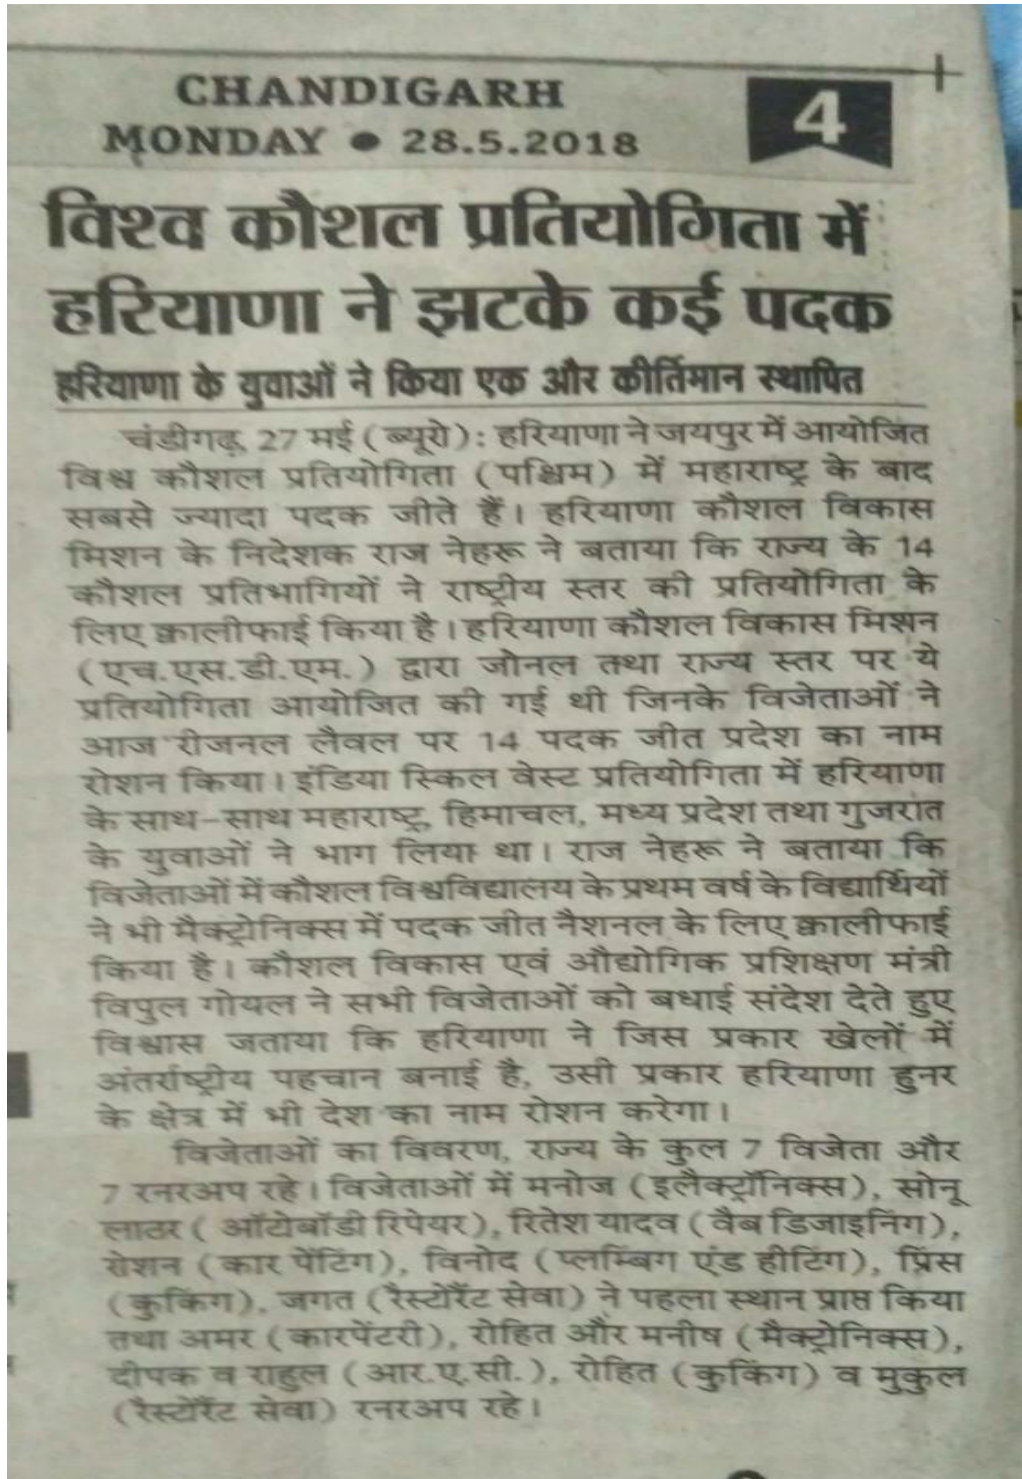 CHANDIGARH
MONDAY ● 28.5.2018
4
विश्व कौशल प्रतियोगिता में
हरियाणा ने झटके कई पदक
हरियाणा के युवाओं ने किया एक और कीर्तिमान स्थापित
चंडीगढ़, 27 मई (ब्यूरो): हरियाणा ने जयपुर में आयोजित
विश्व कौशल प्रतियोगिता (पश्चिम) में महाराष्ट्र के बाद
सबसे ज्यादा पदक जीते हैं। हरियाणा कौशल विकास
मिशन के निदेशक राज नेहरू ने बताया कि राज्य के 14
कौशल प्रतिभागियों ने राष्ट्रीय स्तर की प्रतियोगिता के
लिए क्वालीफाई किया है। हरियाणा कौशल विकास मिशन
(एच.एस.डी.एम.) द्वारा जोनल तथा राज्य स्तर पर ये
प्रतियोगिता आयोजित की गई थी जिनके विजेताओं ने
आज रीजनल लैवल पर 14 पदक जीत प्रदेश का नाम
रोशन किया। इंडिया स्किल वेस्ट प्रतियोगिता में हरियाणा
के साथ-साथ महाराष्ट्र, हिमाचल, मध्य प्रदेश तथा गुजरात
के युवाओं ने भाग लिया था। राज नेहरू ने बताया कि
विजेताओं में कौशल विश्वविद्यालय के प्रथम वर्ष के विद्यार्थियों
ने भी मैक्ट्रोनिक्स में पदक जीत नैशनल के लिए क्वालीफाई
किया है। कौशल विकास एवं औद्योगिक प्रशिक्षण मंत्री
विपुल गोयल ने सभी विजेताओं को बधाई संदेश देते हुए
विश्वास जताया कि हरियाणा ने जिस प्रकार खेलों में
अंतर्राष्ट्रीय पहचान बनाई है, उसी प्रकार हरियाणा हुनर
के क्षेत्र में भी देश का नाम रोशन करेगा।
विजेताओं का विवरण, राज्य के कुल 7 विजेता और
7 रनरअप रहे। विजेताओं में मनोज (इलैक्ट्रॉनिक्स), सोनू
लाठर ( ऑटोबॉडी रिपेयर), रितेश यादव (वैब डिजाइनिंग),
रोशन (कार पेंटिंग), विनोद (प्लम्बिंग एंड हीटिंग), प्रिंस
(कुकिंग), जगत (रैस्टोरैंट सेवा) ने पहला स्थान प्राप्त किया
तथा अमर (कारपेंटरी), रोहित और मनीष (मैक्ट्रोनिक्स),
दीपक व राहुल (आर.ए.सी.), रोहित (कुकिंग) व मुकुल
(रैस्टोरैंट सेवा) रनरअप रहे।